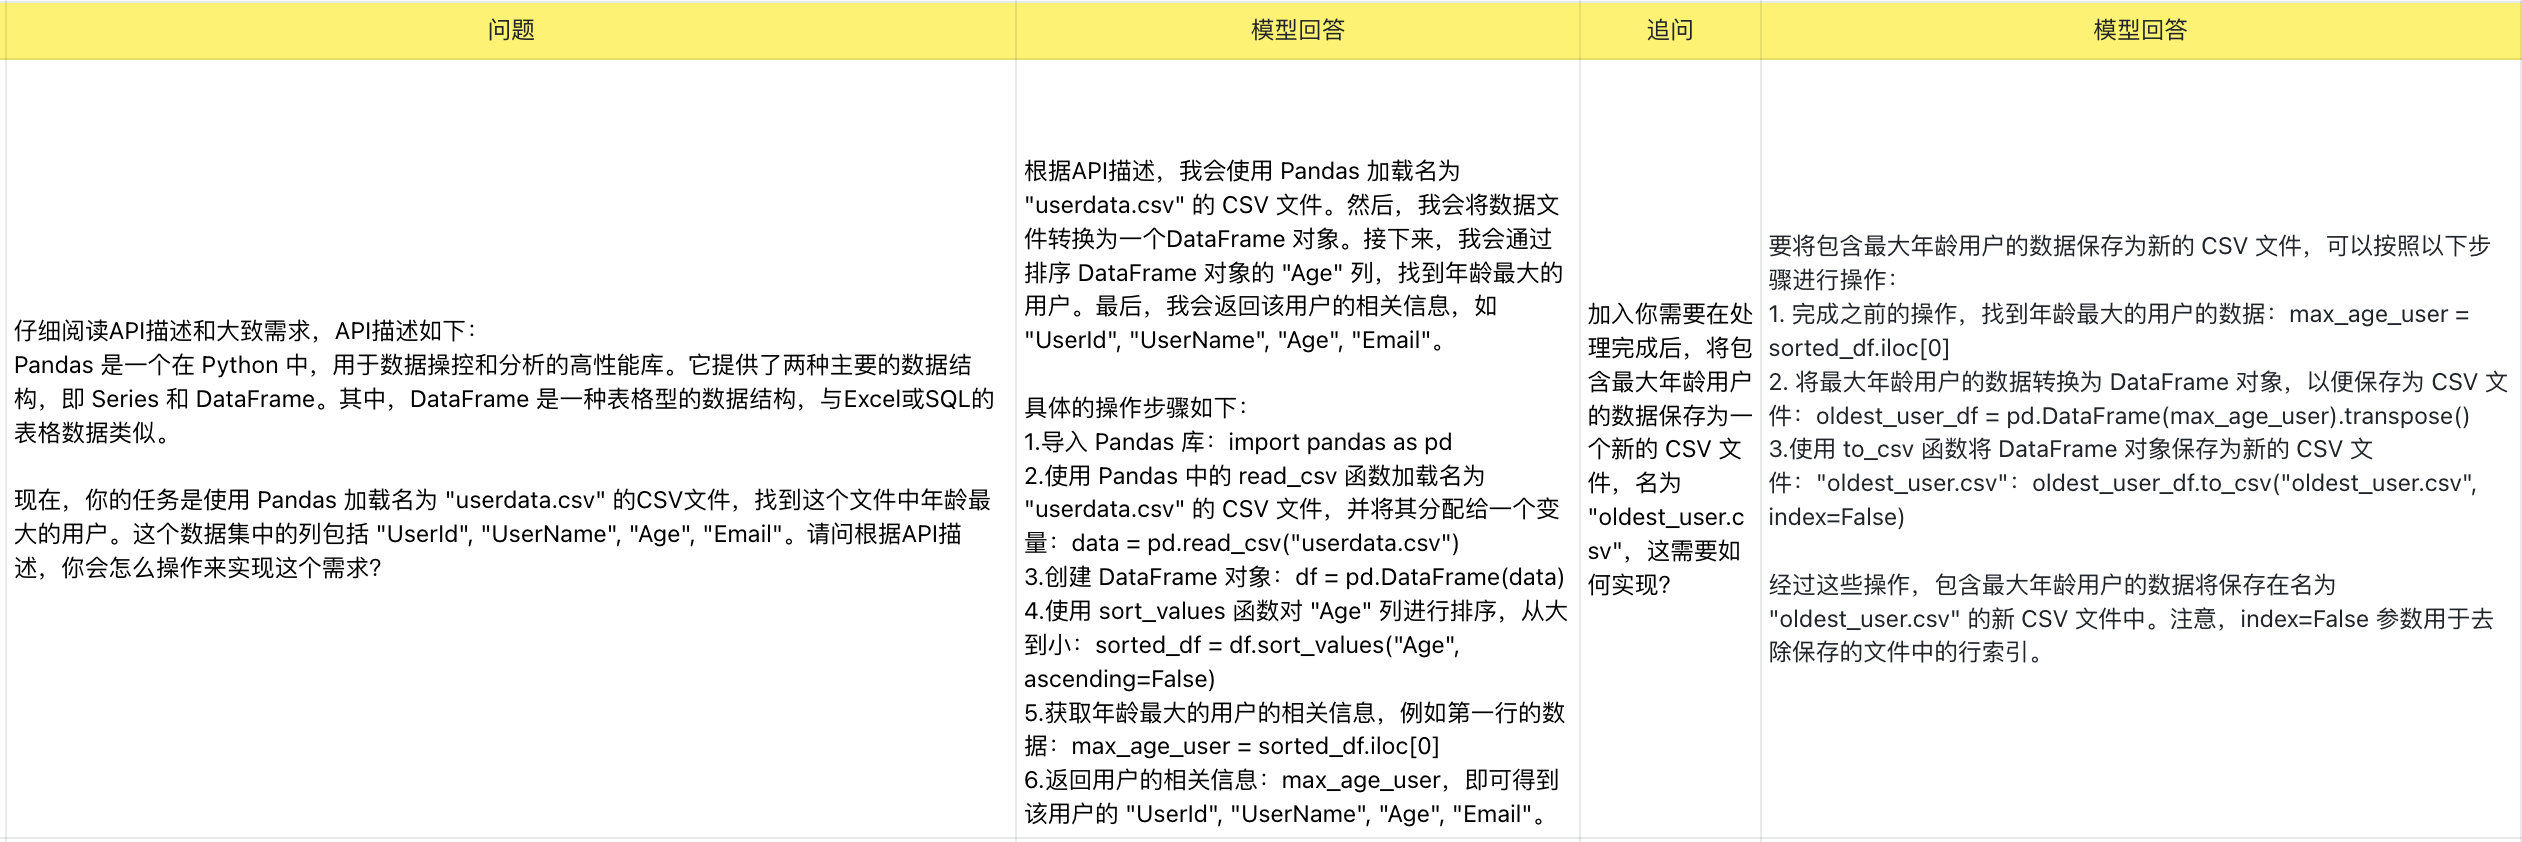 问题
模型回答
追问
模型回答
仔细阅读API描述和大致需求，API描述如下：
Pandas 是一个在 Python 中，用于数据操控和分析的高性能库。它提供了两种主要的数据结
构，即 Series 和 DataFrame。其中，DataFrame 是一种表格型的数据结构，与Excel或SQL的
表格数据类似。
现在，你的任务是使用 Pandas 加载名为 "userdata.csv" 的CSV文件，找到这个文件中年龄最
大的用户。这个数据集中的列包括 "UserId", "UserName", "Age", "Email"。请问根据API描
述，你会怎么操作来实现这个需求?
根据API描述，我会使用 Pandas 加载名为
"userdata.csv" 的 CSV 文件。然后，我会将数据文
件转换为一个DataFrame 对象。接下来，我会通过
排序 DataFrame 对象的 "Age" 列，找到年龄最大的
用户。最后，我会返回该用户的相关信息，如
"UserId", "UserName", "Age", "Email"。
具体的操作步骤如下：
1.导入 Pandas 库：import pandas as pd
2.使用 Pandas 中的 read_csv 函数加载名为
"userdata.csv" 的 CSV 文件，并将其分配给一个变
量：data = pd.read_csv("userdata.csv")
3.创建 DataFrame 对象：df = pd.DataFrame(data)
4.使用 sort_values 函数对 "Age" 列进行排序，从大
到小：sorted_df = df.sort_values("Age",
ascending=False)
5.获取年龄最大的用户的相关信息，例如第一行的数
据：max_age_user = sorted_df.iloc[0]
6.返回用户的相关信息：max_age_user，即可得到
该用户的 "UserId", "UserName", "Age", "Email"。
加入你需要在处
理完成后，将包
含最大年龄用户
的数据保存为一
个新的 CSV 文
件，名为
"oldest_user.c
sv"，这需要如
何实现?
要将包含最大年龄用户的数据保存为新的 CSV 文件，可以按照以下步
骤进行操作：
1. 完成之前的操作，找到年龄最大的用户的数据：max_age_user =
sorted_df.iloc[0]
2. 将最大年龄用户的数据转换为 DataFrame 对象，以便保存为 CSV 文
件：oldest_user_df = pd.DataFrame(max_age_user).transpose()
3.使用 to_csv 函数将 DataFrame 对象保存为新的 CSV 文
件："oldest_user.csv"：oldest_user_df.to_csv("oldest_user.csv",
index=False)
经过这些操作，包含最大年龄用户的数据将保存在名为
"oldest_user.csv" 的新 CSV 文件中。注意，index=False 参数用于去
除保存的文件中的行索引。